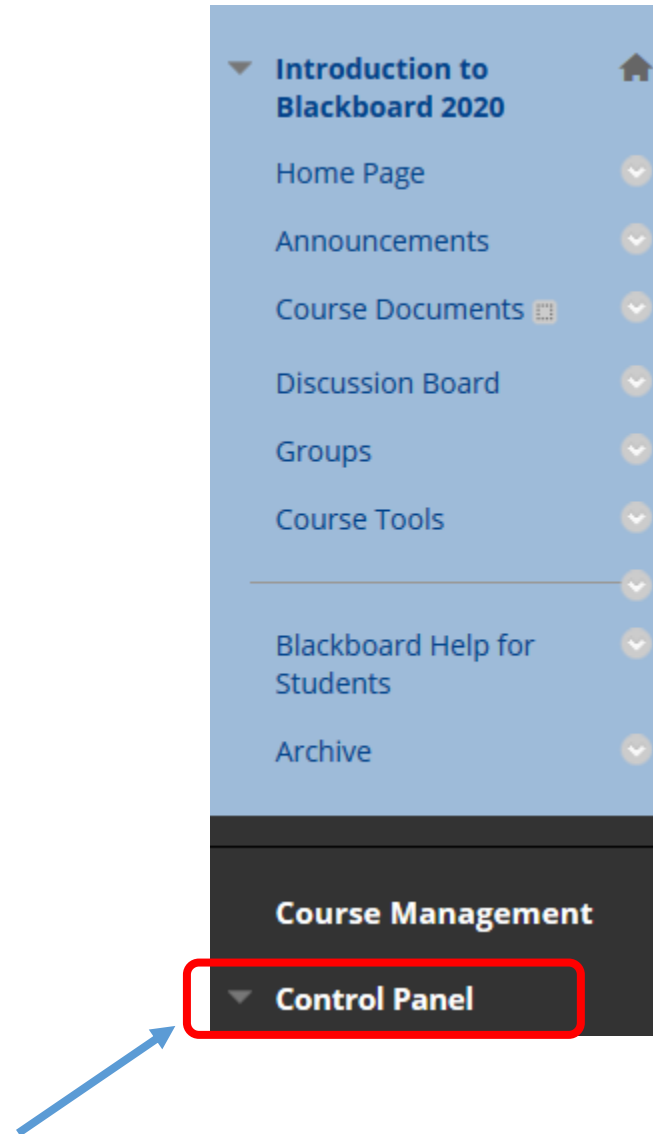 Introduction to
Blackboard 2020
Home Page
Announcements
Course Documents
Discussion Board
Groups
Course Tools
Blackboard Help for
Students
Archive
Course Management
Control Panel